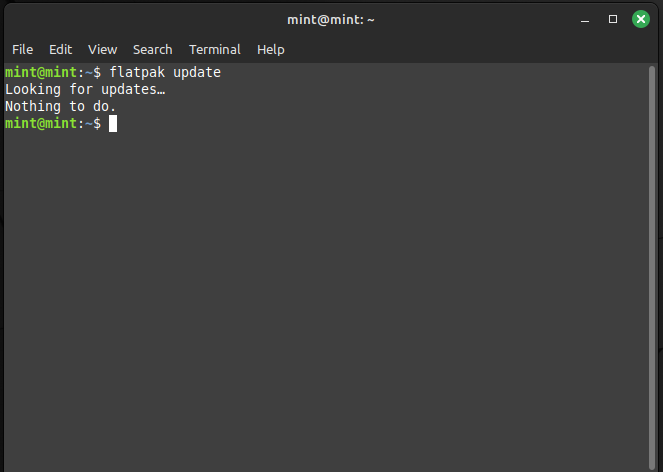 mint@mint: ~
File Edit View Search Terminal Help
mint@mint:~$ flatpak update
Looking for updates…
Nothing to do.
mint@mint:~$